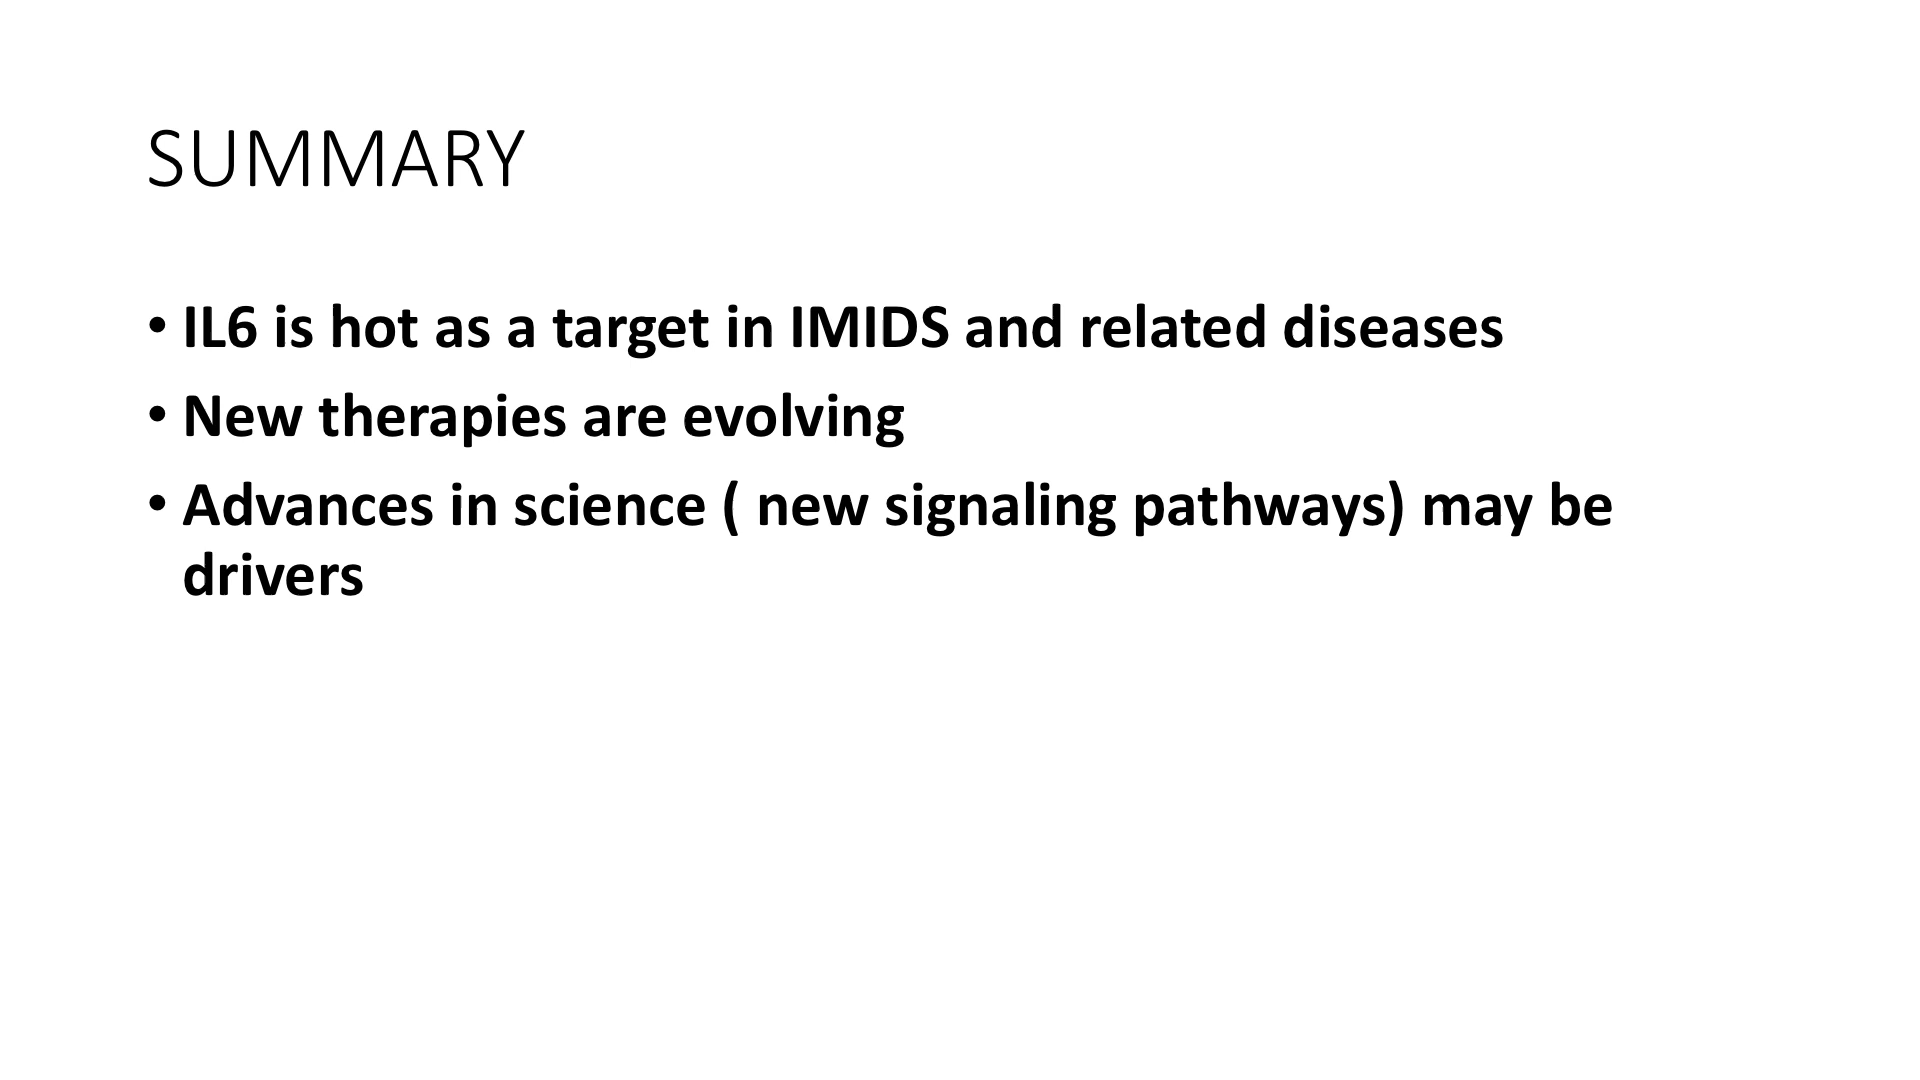 SUMMARY
• IL6 is hot as a target in IMIDS and related diseases
• New therapies are evolving
• Advances in science ( new signaling pathways) may be
drivers